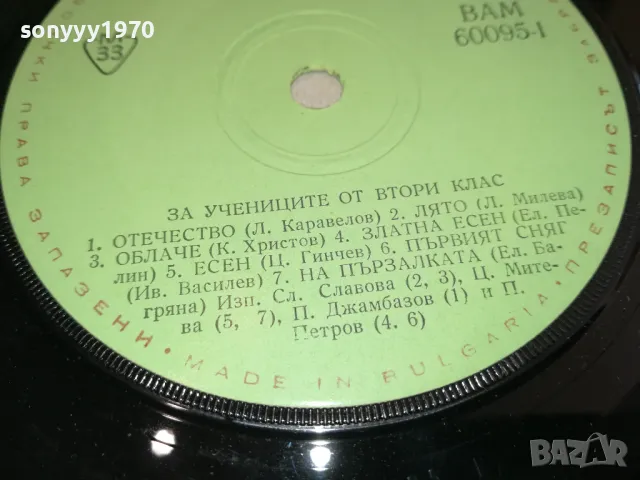 sonyyy1970
33
ВАМ
60095-I
ЗА УЧЕНИЦИТЕ ОТ ВТОРИ КЛАС
1. ОТЕЧЕСТВО (Л. Каравелов) 2. ЛЯТО (Л. Милева)
3. ОБЛАЧЕ (К. Христов) 4. ЗЛАТНА ЕСЕН (Ел. Пе-
лин) 5. ЕСЕН (Ц. Гинчев) 6. ПЪРВИЯТ СНЯГ
(Ив. Василев) 7. НА ПЪРЗАЛКАТА (Ел. Ба-
гряна) Изп. Сл. Славова (2, 3), Ц. Мите-
ва (5, 7), П. Джамбазов (1) и П.
Петров (4. 6)
ПРАВА ЗАПАЗЕНИ • MADE IN BULGARIA • ПРЕЗАПИСЪТ
BAZAR